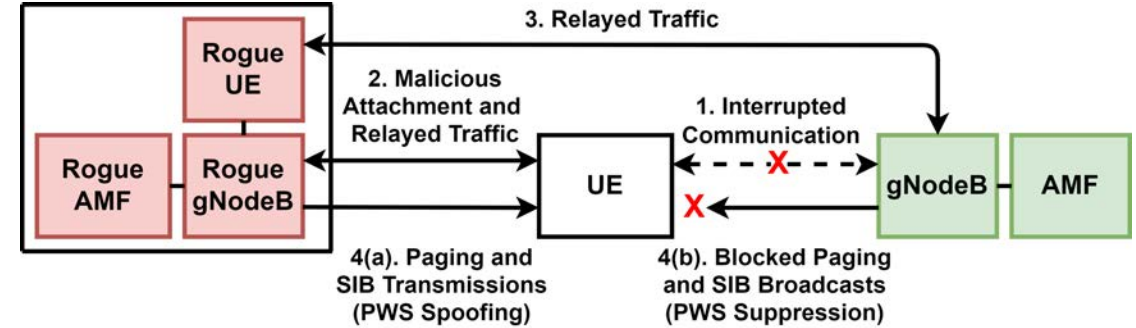 3. Relayed Traffic
Rogue
UE
2. Malicious
Attachment and
Relayed Traffic
1. Interrupted
Communication
X
Rogue
AMF
Rogue
gNodeB
UE
gNodeB
AMF
X
4(a). Paging and
SIB Transmissions
(PWS Spoofing)
4(b). Blocked Paging
and SIB Broadcasts
(PWS Suppression)